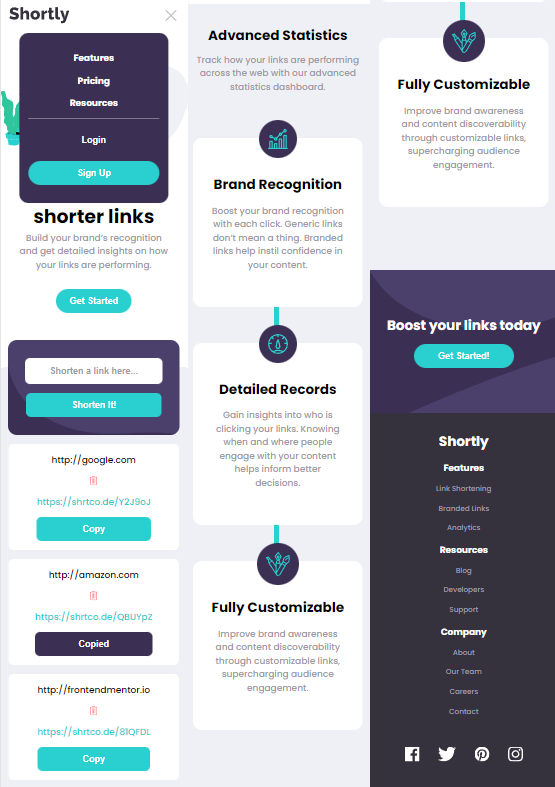 Shortly
Features
Pricing
Resources
Login
Sign Up
shorter links
Build your brand's recognition
and get detailed insights on how
your links are performing.
Get Started
Shorten a link here...
Shorten It!
http://google.com
https://shrtco.de/Y2J9oJ
Copy
http://amazon.com
https://shrtco.de/QBUYpZ
Copied
http://frontendmentor.io
https://shrtco.de/81QFDL
Copy
Advanced Statistics
Track how your links are performing
across the web with our advanced
statistics dashboard.
Brand Recognition
Boost your brand recognition
with each click. Generic links
don't mean a thing. Branded
links help instil confidence in
your content.
Detailed Records
Gain insights into who is
clicking your links. Knowing
when and where people
engage with your content
helps inform better
decisions.
Fully Customizable
Improve brand awareness
and content discoverability
through customizable links,
supercharging audience
engagement.
Fully Customizable
Improve brand awareness
and content discoverability
through customizable links,
supercharging audience
engagement.
Boost your links today
Get Started!
Shortly
Features
Link Shortening
Branded Links
Analytics
Resources
Blog
Developers
Support
Company
About
Our Team
Careers
Contact